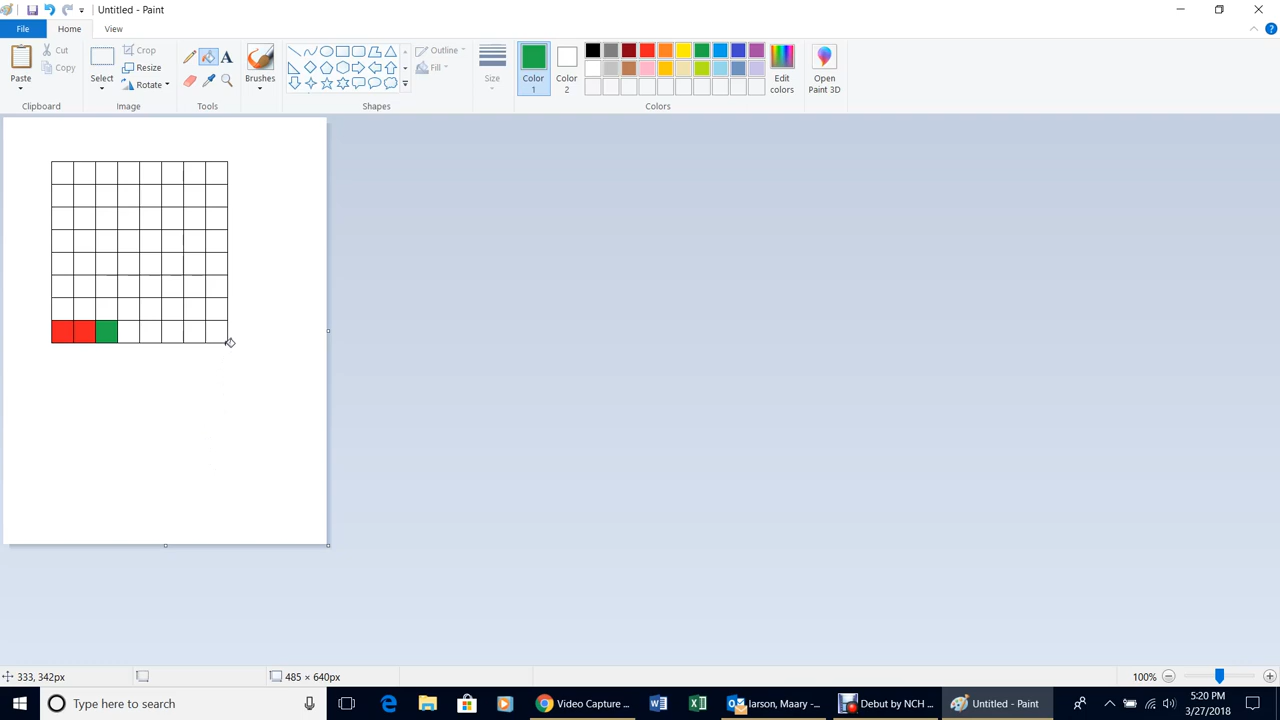 Untitled - Paint
File Home View
Paste
Cut
Copy
Clipboard
Select
Crop
Resize
Rotate
Image
Tools
Brushes
Shapes
Outline
Fill
Size
Color 1
Color 2
Colors
Edit colors
Open Paint 3D
333, 342px
485 × 640px
100%
Type here to search
Video Capture ...
larson, Maary -...
Debut by NCH ...
Untitled - Paint
5:20 PM
3/27/2018